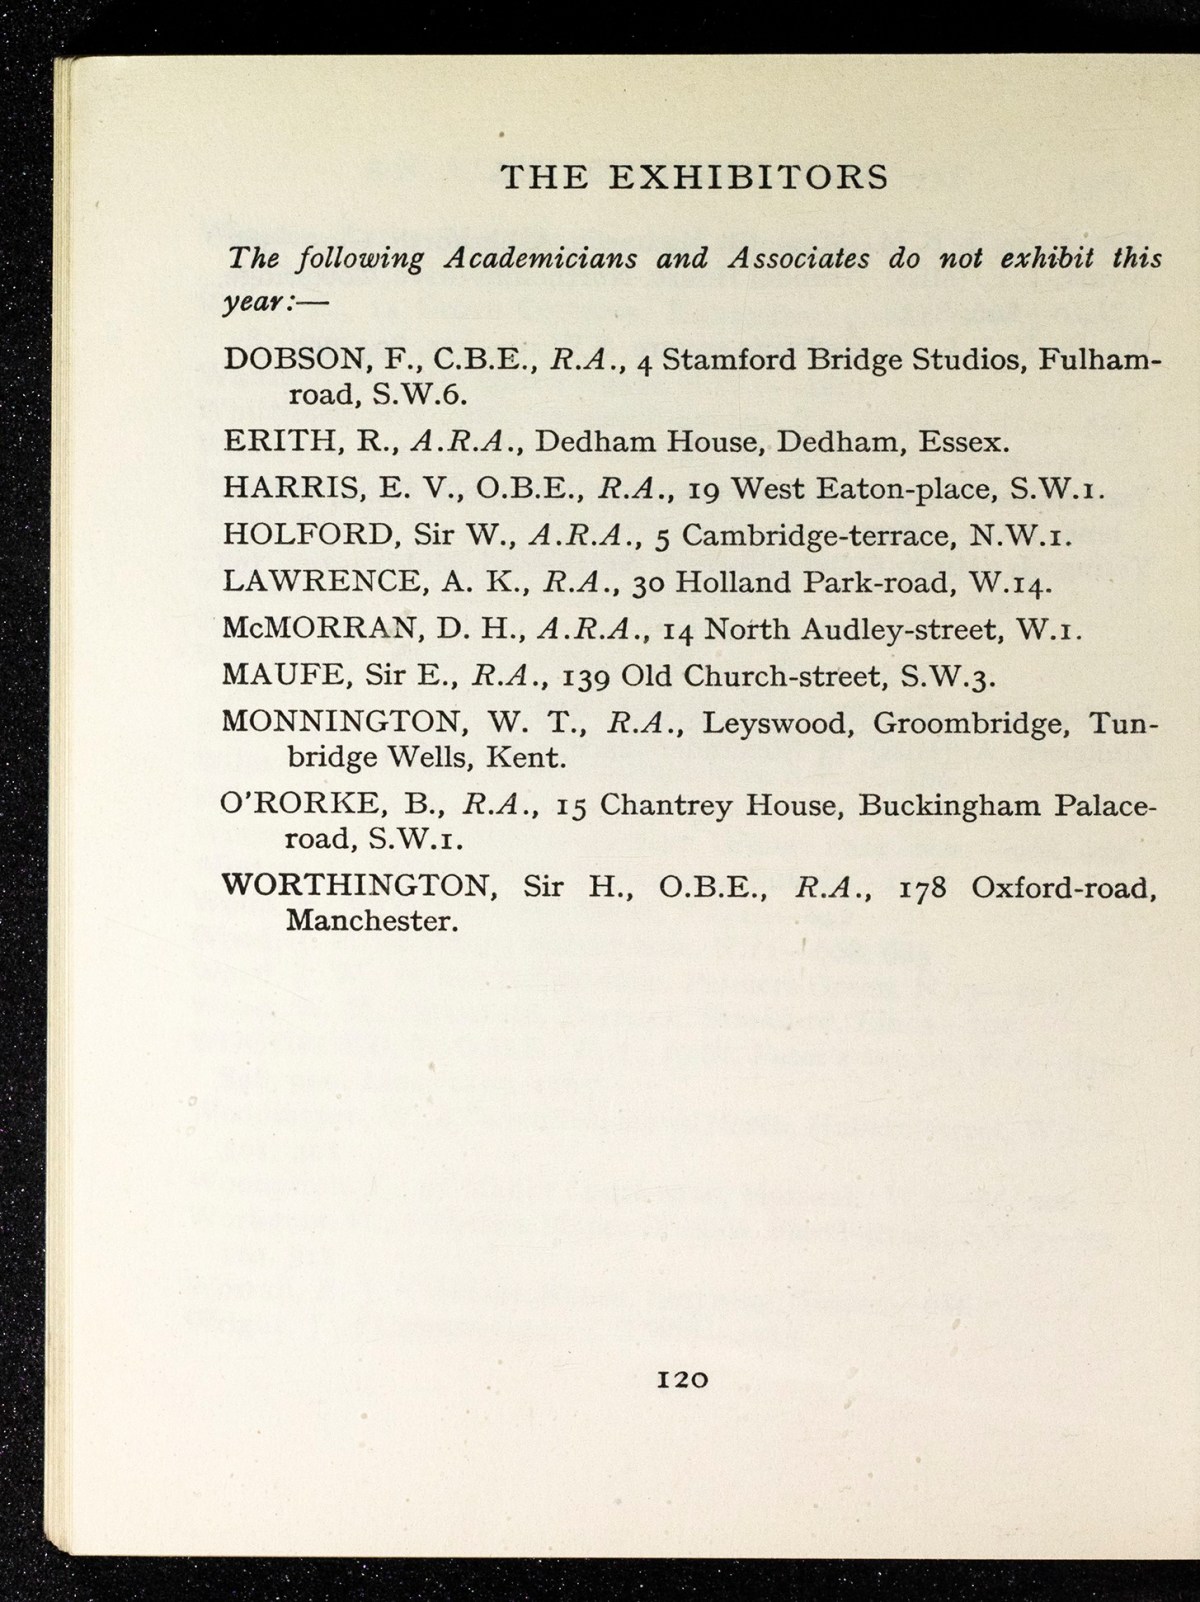 THE EXHIBITORS
The following Academicians and Associates do not exhibit this
year:—
DOBSON, F., C.B.E., R.A., 4 Stamford Bridge Studios, Fulham-
road, S.W.6.
ERITH, R., A.R.A., Dedham House, Dedham, Essex.
HARRIS, E. V., O.B.E., R.A., 19 West Eaton-place, S.W.1.
HOLFORD, Sir W., A.R.A., 5 Cambridge-terrace, N.W.1.
LAWRENCE, A. K., R.A., 30 Holland Park-road, W.14.
McMORRAN, D. H., A.R.A., 14 North Audley-street, W.1.
MAUFE, Sir E., R.A., 139 Old Church-street, S.W.3.
MONNINGTON, W. T., R.A., Leyswood, Groombridge, Tun-
bridge Wells, Kent.
O'RORKE, B., R.A., 15 Chantrey House, Buckingham Palace-
road, S.W.1.
WORTHINGTON, Sir H., O.B.E., R.A., 178 Oxford-road,
Manchester.
120